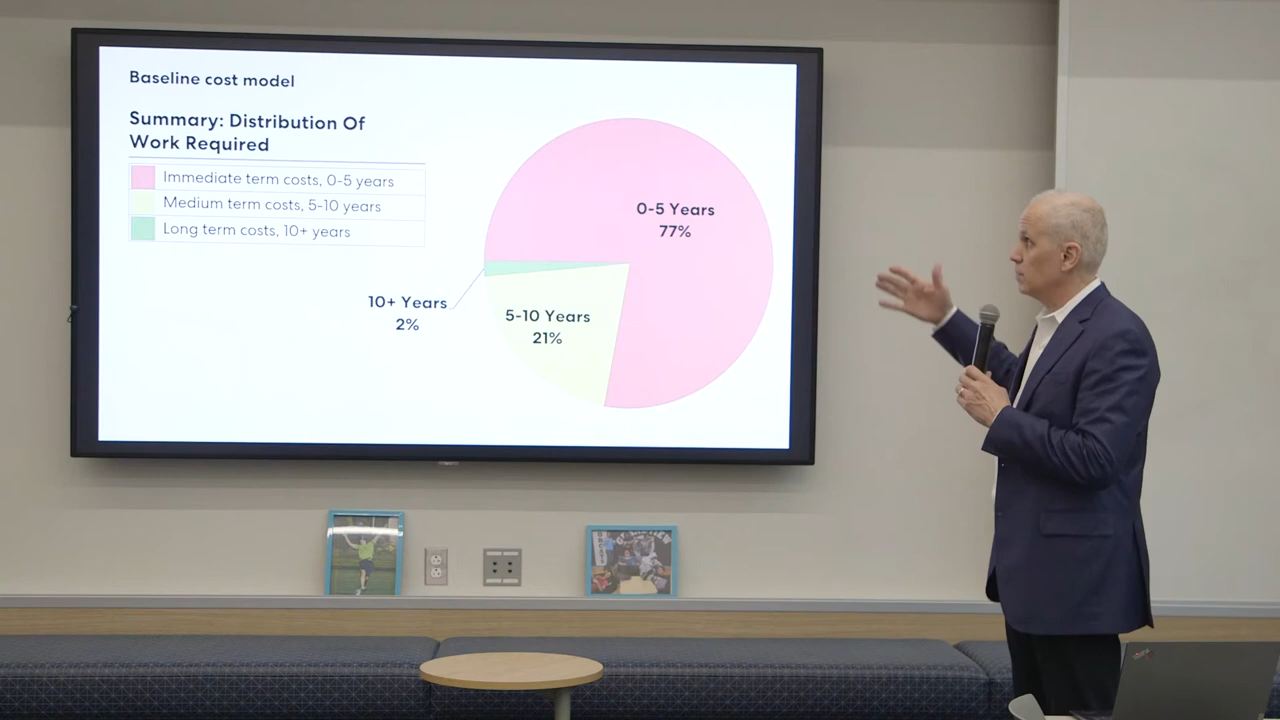 Baseline cost model
Summary: Distribution Of
Work Required
Immediate term costs, 0-5 years
Medium term costs, 5-10 years
Long term costs, 10+ years
0-5 Years
77%
10+ Years
2%
5-10 Years
21%